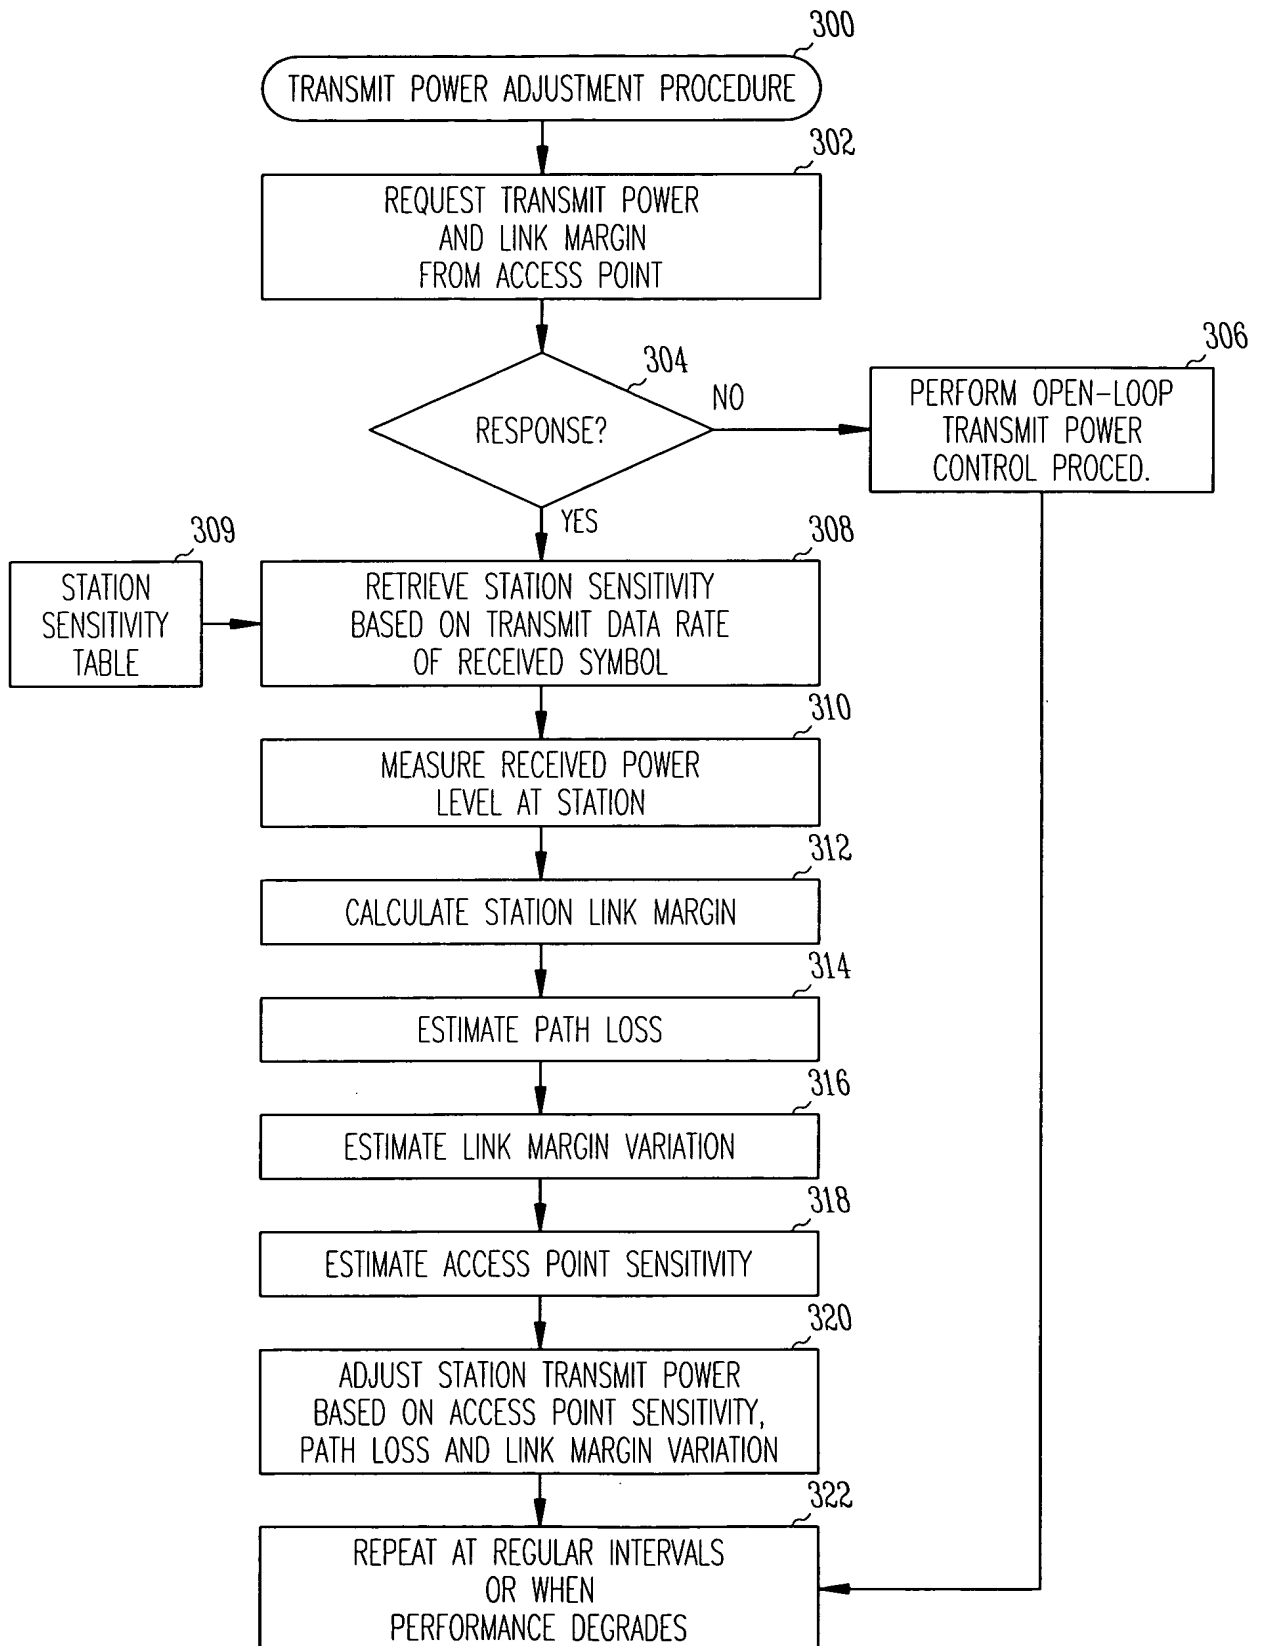 300
TRANSMIT POWER ADJUSTMENT PROCEDURE
302
REQUEST TRANSMIT POWER
AND LINK MARGIN
FROM ACCESS POINT
304
RESPONSE?
NO
306
PERFORM OPEN-LOOP
TRANSMIT POWER
CONTROL PROCED.
YES
309
STATION
SENSITIVITY
TABLE
308
RETRIEVE STATION SENSITIVITY
BASED ON TRANSMIT DATA RATE
OF RECEIVED SYMBOL
310
MEASURE RECEIVED POWER
LEVEL AT STATION
312
CALCULATE STATION LINK MARGIN
314
ESTIMATE PATH LOSS
316
ESTIMATE LINK MARGIN VARIATION
318
ESTIMATE ACCESS POINT SENSITIVITY
320
ADJUST STATION TRANSMIT POWER
BASED ON ACCESS POINT SENSITIVITY,
PATH LOSS AND LINK MARGIN VARIATION
322
REPEAT AT REGULAR INTERVALS
OR WHEN
PERFORMANCE DEGRADES